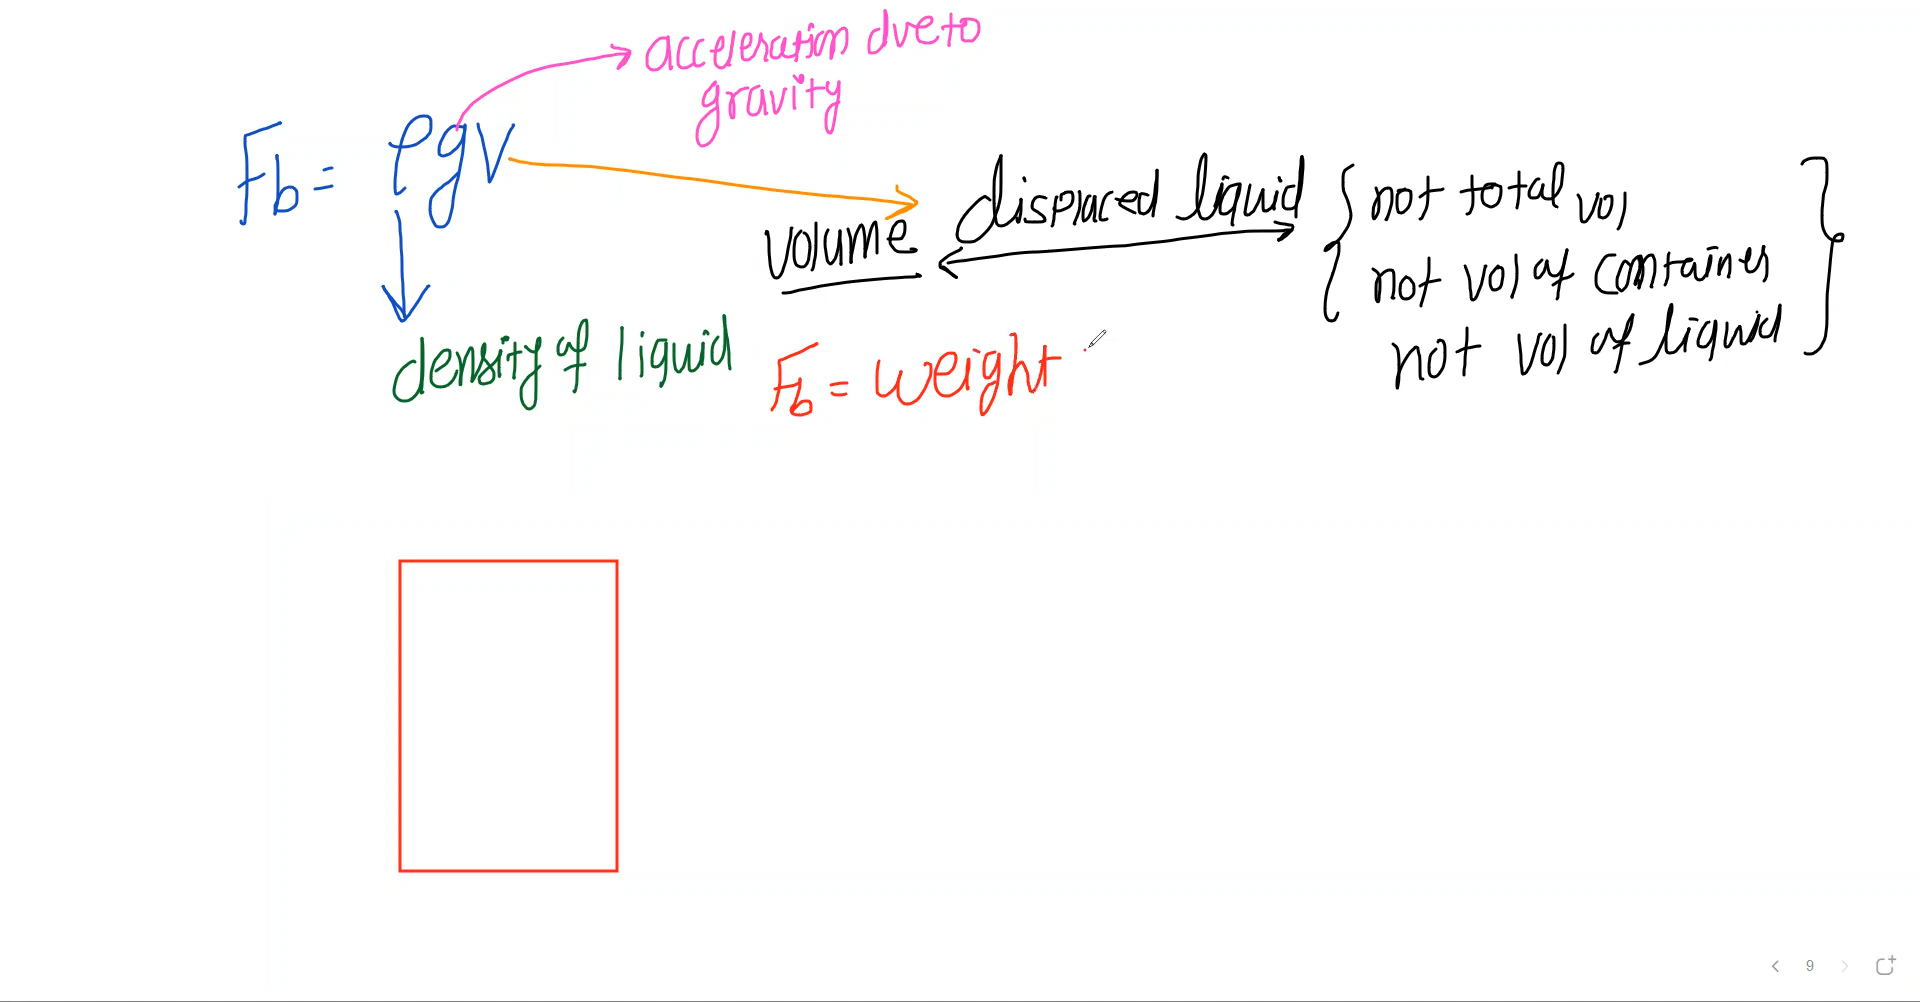 acceleration due to
gravity
Fb = ρgv
volume displaced liquid { not total vol
not vol of container
not vol of liquid }
density of liquid
Fb = weight
9